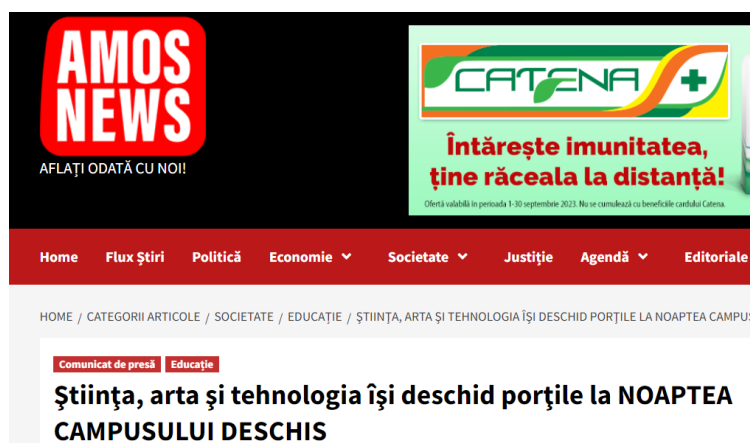 AMOS
NEWS
AFLAȚI ODATĂ CU NOI!
CATENA
Întărește imunitatea,
ține răceala la distanță!
Ofertă valabilă în perioada 1-30 septembrie 2023. Nu se cumulează cu beneficiile cardului Catena.
Home Flux Știri Politică Economie Societate Justiție Agendă Editoriale
HOME / CATEGORII ARTICOLE / SOCIETATE / EDUCAȚIE / ŞTIINŢA, ARTA ŞI TEHNOLOGIA ÎŞI DESCHID PORŢILE LA NOAPTEA
Comunicat de presă Educație
Ştiinţa, arta şi tehnologia îşi deschid porţile la NOAPTEA
CAMPUSULUI DESCHIS